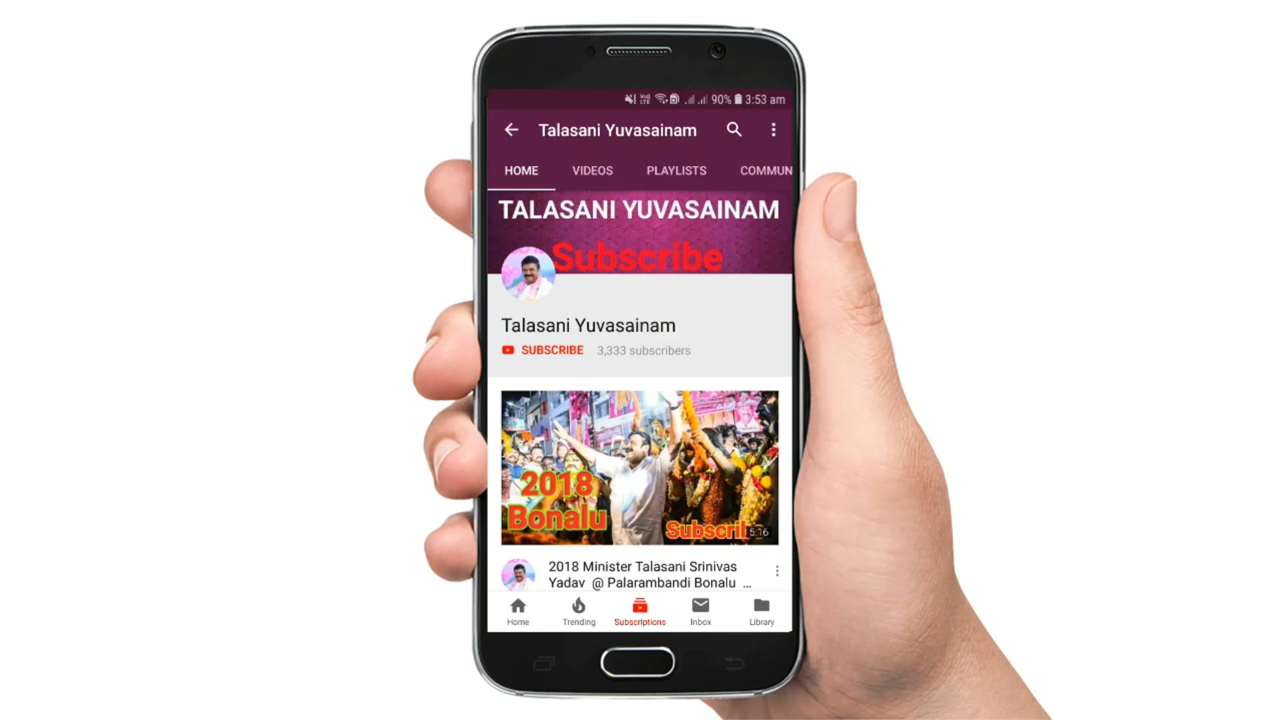 90% 3:53 am
Talasani Yuvasainam
HOME VIDEOS PLAYLISTS COMMUN
TALASANI YUVASAINAM
Subscribe
Talasani Yuvasainam
SUBSCRIBE 3,333 subscribers
2018
Bonalu
Subscril
5:16
2018 Minister Talasani Srinivas
Yadav @ Palarambandi Bonalu ...
Home Trending Subscriptions Inbox Library